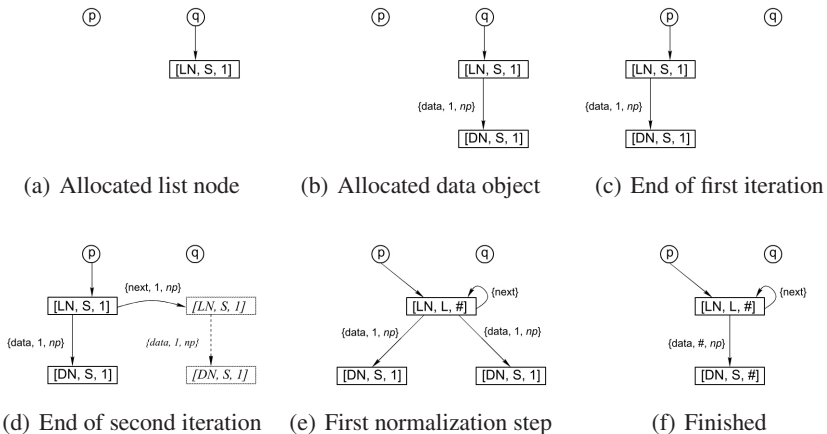 p q p q p q
[LN, S, 1] [LN, S, 1] [LN, S, 1]
{data, 1, np} {data, 1, np}
[DN, S, 1] [DN, S, 1]
(a) Allocated list node (b) Allocated data object (c) End of first iteration
p q p q p q
{next, 1, np} {next} {next}
[LN, S, 1] [LN, S, 1] [LN, L, #] [LN, L, #]
{data, 1, np} {data, 1, np} {data, 1, np} {data, 1, np} {data, #, np}
[DN, S, 1] [DN, S, 1] [DN, S, 1] [DN, S, 1] [DN, S, #]
(d) End of second iteration (e) First normalization step (f) Finished